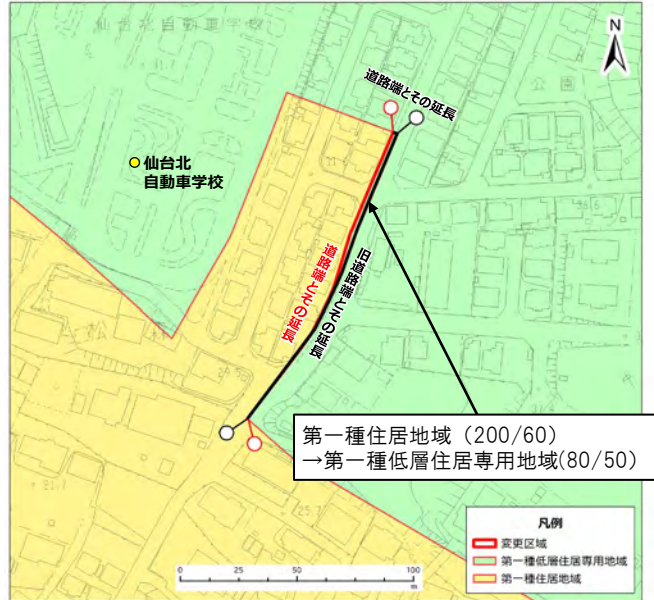 仙台北自動車学校
N
道路端とその延長
公園
仙台北
自動車学校
道路端とその延長
旧道路端とその延長
第一種住居地域（200/60）
→第一種低層住居専用地域(80/50)
凡例
変更区域
第一種低層住居専用地域
第一種住居地域
0 25 50 100
m